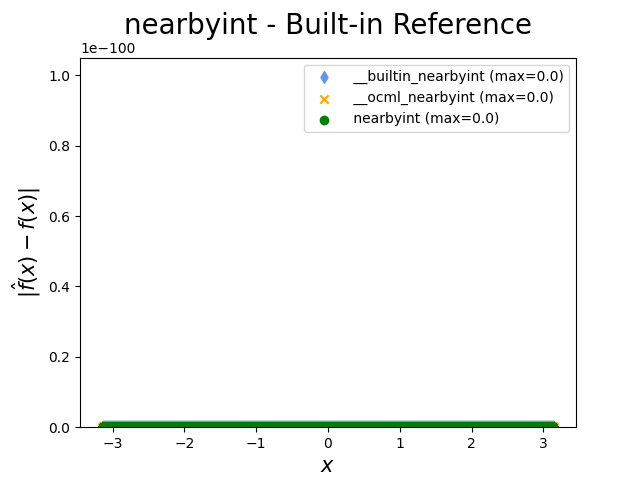 nearbyint - Built-in Reference
1e−100
1.0
0.8
0.6
0.4
0.2
0.0
|f̂(x) − f(x)|
__builtin_nearbyint (max=0.0)
__ocml_nearbyint (max=0.0)
nearbyint (max=0.0)
−3 −2 −1 0 1 2 3
x